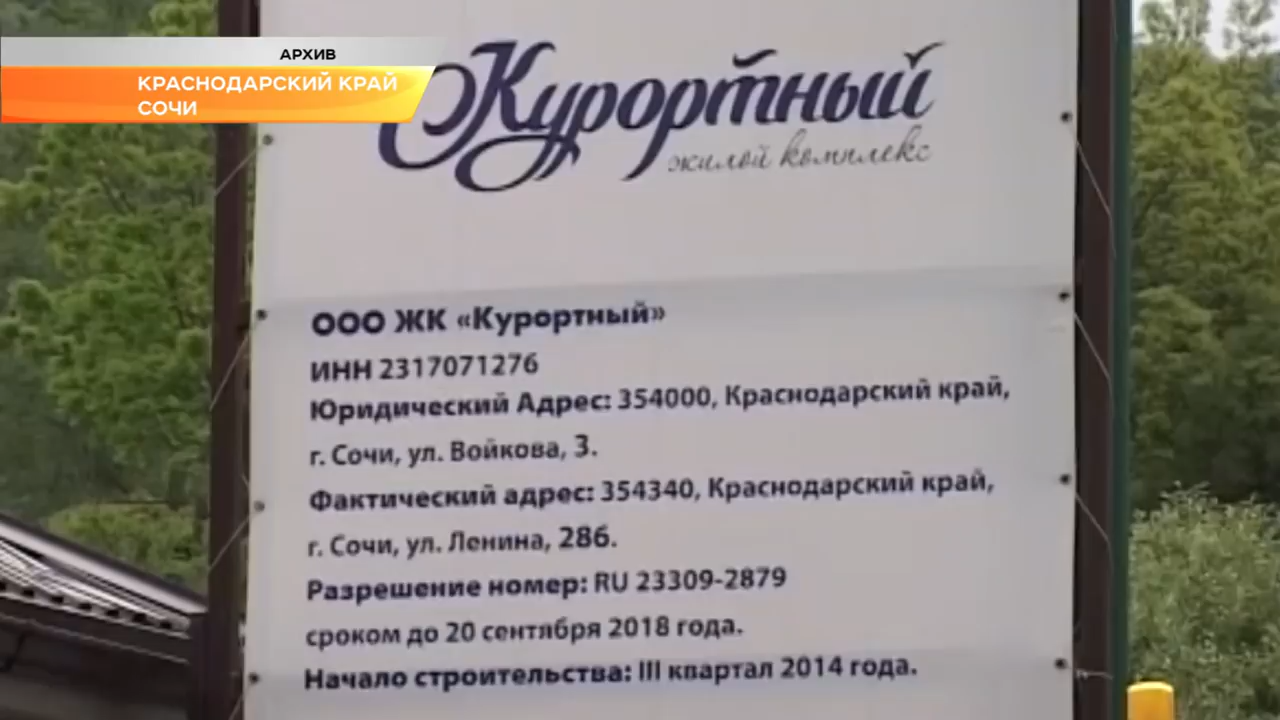 АРХИВ
КРАСНОДАРСКИЙ КРАЙ
СОЧИ
Курортный
жилой комплекс
ООО ЖК «Курортный»
ИНН 2317071276
Юридический Адрес: 354000, Краснодарский край,
г. Сочи, ул. Войкова, 3.
Фактический адрес: 354340, Краснодарский край,
г. Сочи, ул. Ленина, 286.
Разрешение номер: RU 23309-2879
сроком до 20 сентября 2018 года.
Начало строительства: III квартал 2014 года.